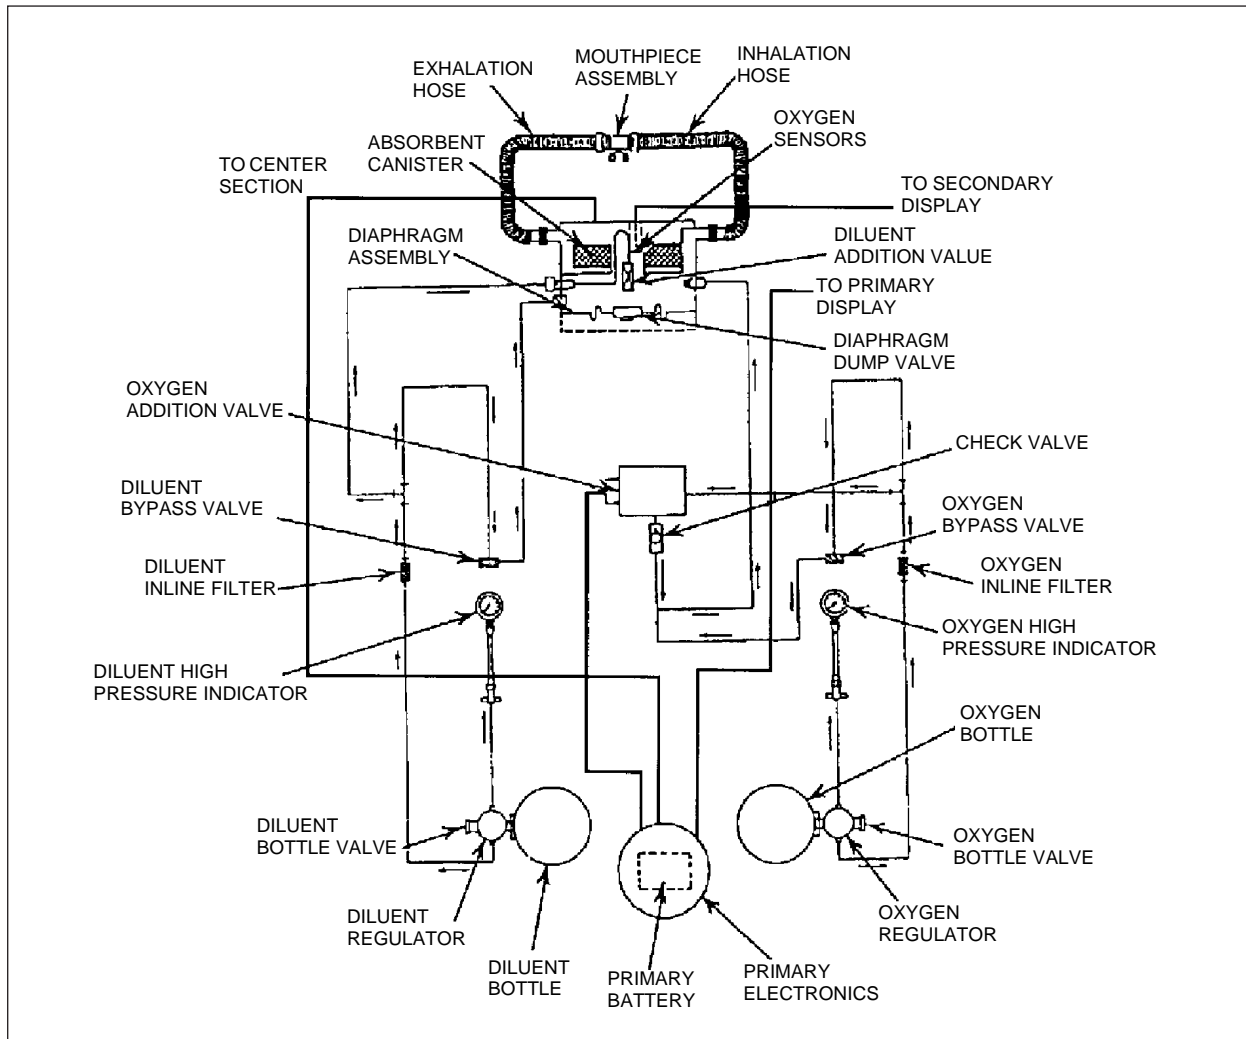 EXHALATION
HOSE
MOUTHPIECE
ASSEMBLY
INHALATION
HOSE
ABSORBENT
CANISTER
OXYGEN
SENSORS
TO CENTER
SECTION
TO SECONDARY
DISPLAY
DIAPHRAGM
ASSEMBLY
DILUENT
ADDITION VALUE
TO PRIMARY
DISPLAY
DIAPHRAGM
DUMP VALVE
OXYGEN
ADDITION VALVE
CHECK VALVE
DILUENT
BYPASS VALVE
OXYGEN
BYPASS VALVE
DILUENT
INLINE FILTER
OXYGEN
INLINE FILTER
DILUENT HIGH
PRESSURE INDICATOR
OXYGEN HIGH
PRESSURE INDICATOR
OXYGEN
BOTTLE
DILUENT
BOTTLE VALVE
OXYGEN
BOTTLE VALVE
DILUENT
REGULATOR
OXYGEN
REGULATOR
DILUENT
BOTTLE
PRIMARY
BATTERY
PRIMARY
ELECTRONICS